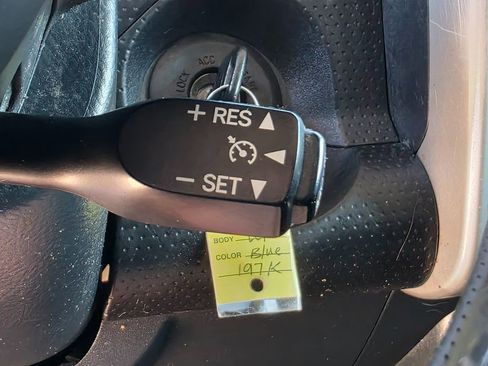 LOCK ACC
+ RES ▲
◀
− SET ▼
BODY
COLOR Blue
197K